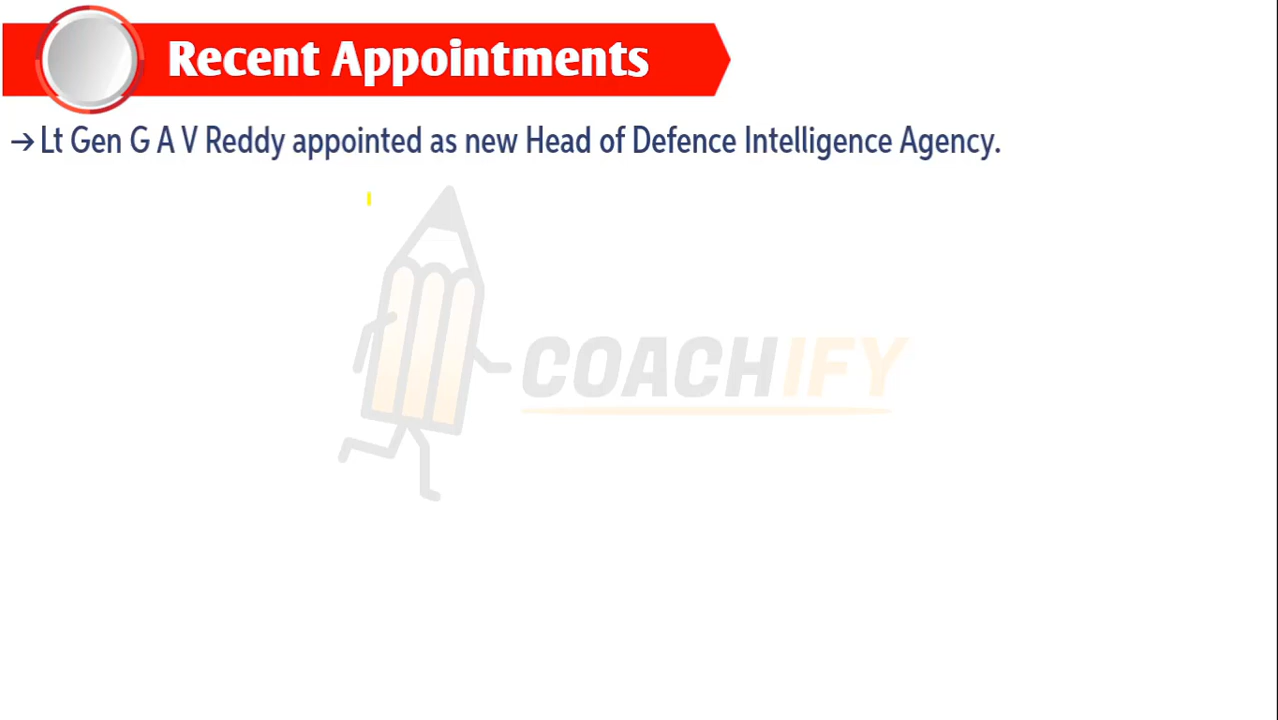 Recent Appointments
→ Lt Gen G A V Reddy appointed as new Head of Defence Intelligence Agency.
COACHIFY